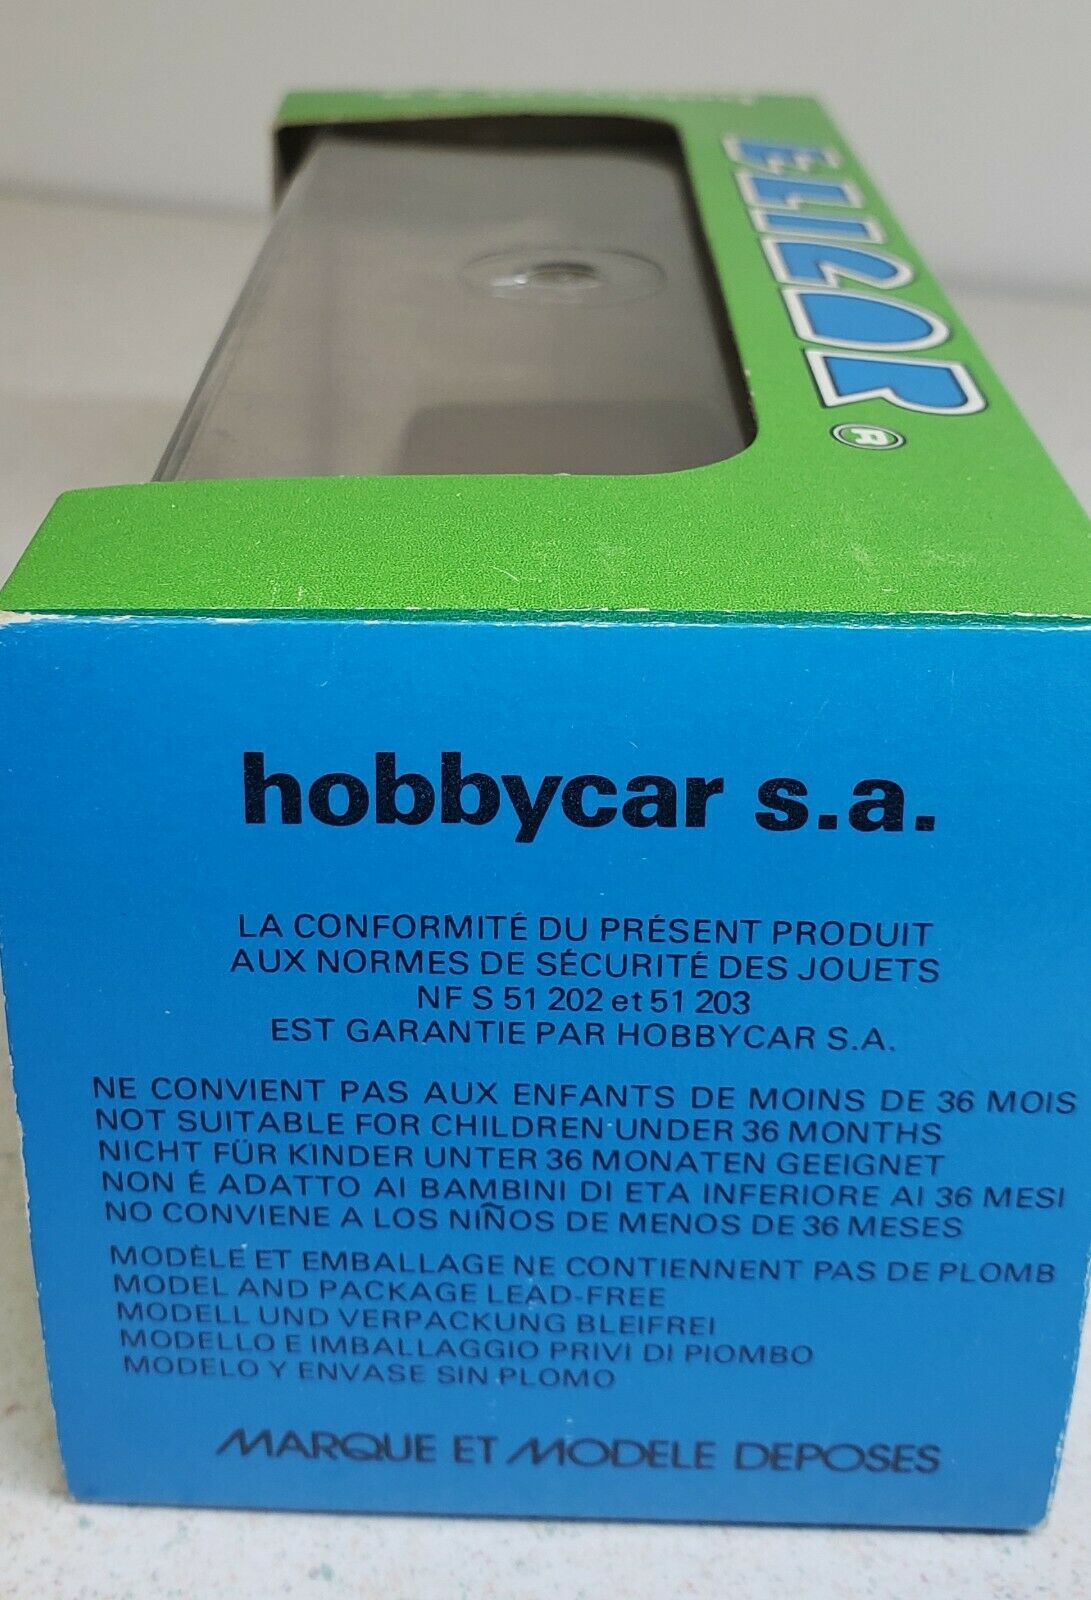 ELIGOR
®
hobbycar s.a.
LA CONFORMITÉ DU PRÉSENT PRODUIT
AUX NORMES DE SÉCURITÉ DES JOUETS
NF S 51 202 et 51 203
EST GARANTIE PAR HOBBYCAR S.A.
NE CONVIENT PAS AUX ENFANTS DE MOINS DE 36 MOIS
NOT SUITABLE FOR CHILDREN UNDER 36 MONTHS
NICHT FÜR KINDER UNTER 36 MONATEN GEEIGNET
NON É ADATTO AI BAMBINI DI ETA INFERIORE AI 36 MESI
NO CONVIENE A LOS NIÑOS DE MENOS DE 36 MESES
MODÈLE ET EMBALLAGE NE CONTIENNENT PAS DE PLOMB
MODEL AND PACKAGE LEAD-FREE
MODELL UND VERPACKUNG BLEIFREI
MODELLO E IMBALLAGGIO PRIVI DI PIOMBO
MODELO Y ENVASE SIN PLOMO
MARQUE ET MODELE DEPOSES